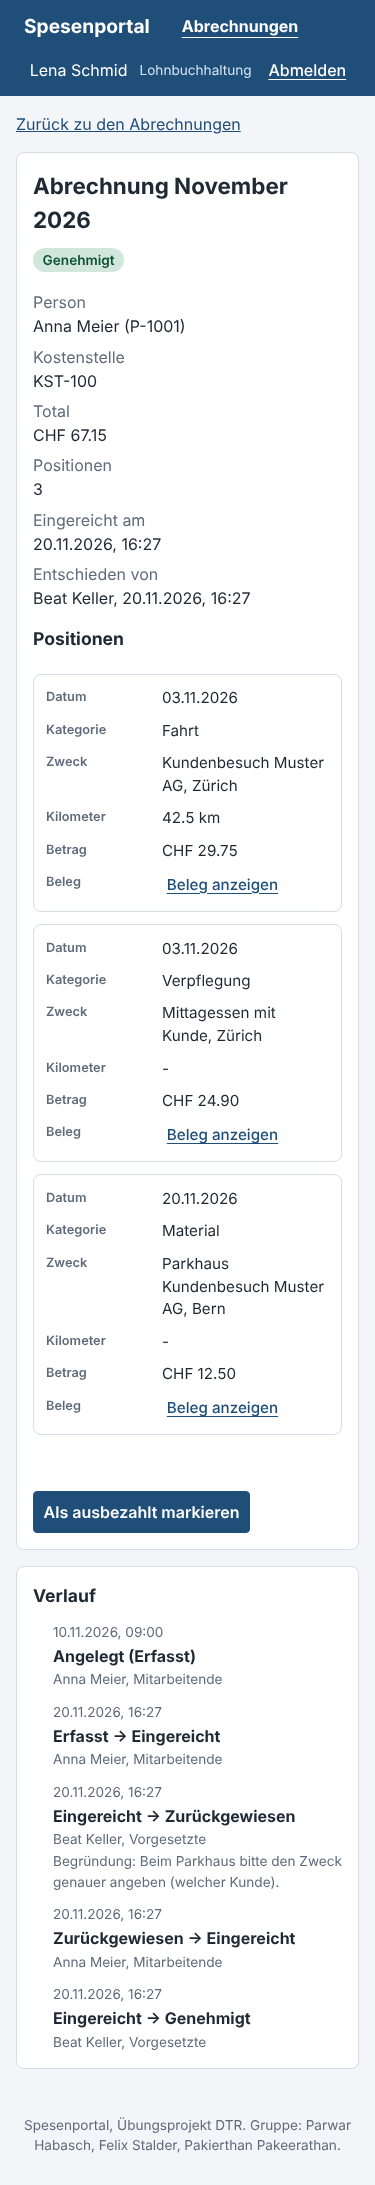 Spesenportal Abrechnungen
Lena Schmid Lohnbuchhaltung Abmelden
Zurück zu den Abrechnungen
Abrechnung November
2026
Genehmigt
Person
Anna Meier (P-1001)
Kostenstelle
KST-100
Total
CHF 67.15
Positionen
3
Eingereicht am
20.11.2026, 16:27
Entschieden von
Beat Keller, 20.11.2026, 16:27
Positionen
Datum 03.11.2026
Kategorie Fahrt
Zweck Kundenbesuch Muster
AG, Zürich
Kilometer 42.5 km
Betrag CHF 29.75
Beleg Beleg anzeigen
Datum 03.11.2026
Kategorie Verpflegung
Zweck Mittagessen mit
Kunde, Zürich
Kilometer -
Betrag CHF 24.90
Beleg Beleg anzeigen
Datum 20.11.2026
Kategorie Material
Zweck Parkhaus
Kundenbesuch Muster
AG, Bern
Kilometer -
Betrag CHF 12.50
Beleg Beleg anzeigen
Als ausbezahlt markieren
Verlauf
10.11.2026, 09:00
Angelegt (Erfasst)
Anna Meier, Mitarbeitende
20.11.2026, 16:27
Erfasst → Eingereicht
Anna Meier, Mitarbeitende
20.11.2026, 16:27
Eingereicht → Zurückgewiesen
Beat Keller, Vorgesetzte
Begründung: Beim Parkhaus bitte den Zweck
genauer angeben (welcher Kunde).
20.11.2026, 16:27
Zurückgewiesen → Eingereicht
Anna Meier, Mitarbeitende
20.11.2026, 16:27
Eingereicht → Genehmigt
Beat Keller, Vorgesetzte
Spesenportal, Übungsprojekt DTR. Gruppe: Parwar
Habasch, Felix Stalder, Pakierthan Pakeerathan.